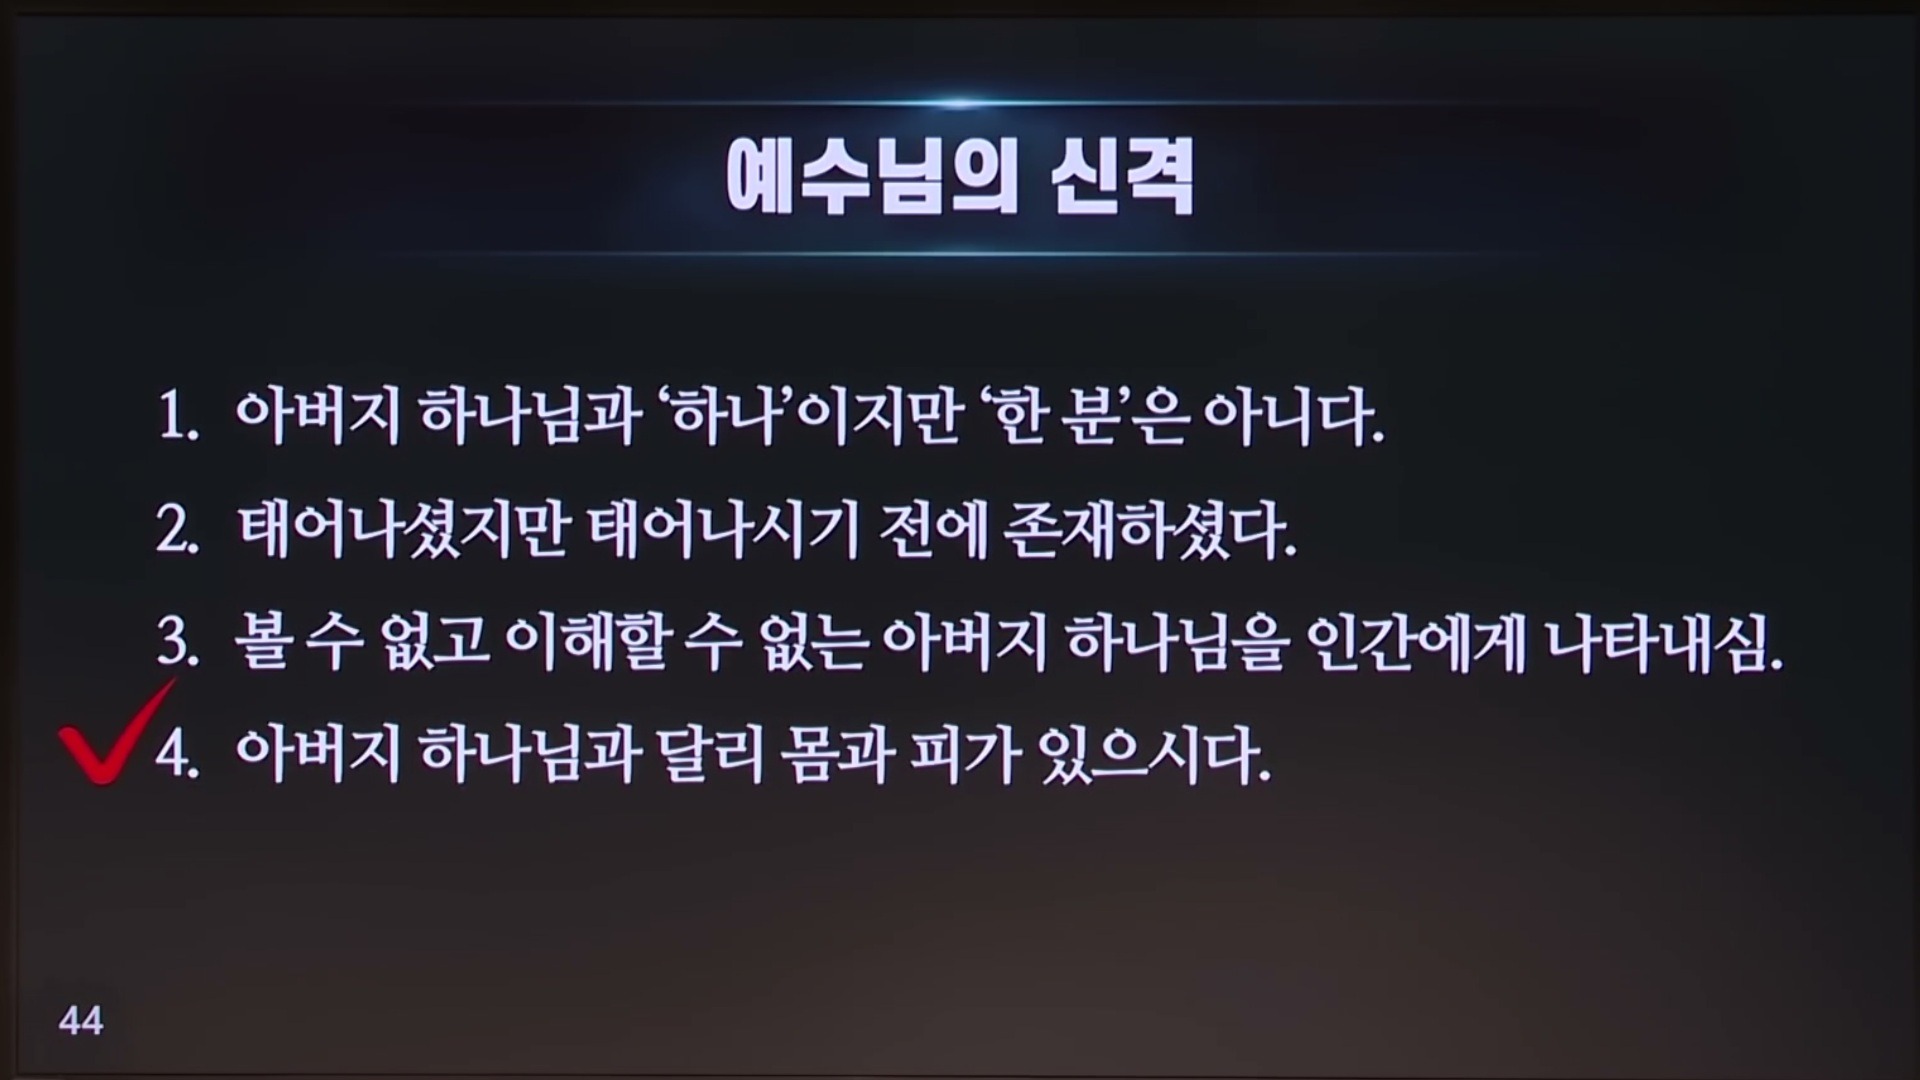 예수님의 신격
1. 아버지 하나님과 ‘하나’이지만 ‘한 분’은 아니다.
2. 태어나셨지만 태어나시기 전에 존재하셨다.
3. 볼 수 없고 이해할 수 없는 아버지 하나님을 인간에게 나타내심.
4. 아버지 하나님과 달리 몸과 피가 있으시다.
44